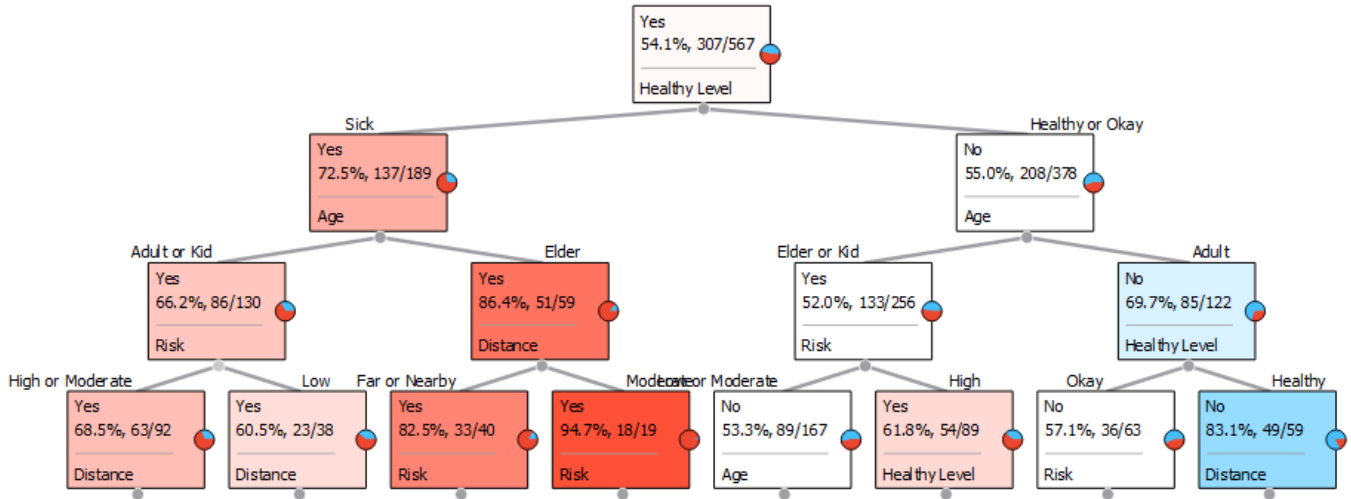 Yes
54.1%, 307/567
Healthy Level
Sick
Healthy or Okay
Yes
72.5%, 137/189
Age
No
55.0%, 208/378
Age
Adult or Kid
Elder
Elder or Kid
Adult
Yes
66.2%, 86/130
Risk
Yes
86.4%, 51/59
Distance
Yes
52.0%, 133/256
Risk
No
69.7%, 85/122
Healthy Level
High or Moderate
Low
Far or Nearby
Moderate
or Moderate
High
Okay
Healthy
Yes
68.5%, 63/92
Distance
Yes
60.5%, 23/38
Distance
Yes
82.5%, 33/40
Risk
Yes
94.7%, 18/19
Risk
No
53.3%, 89/167
Age
Yes
61.8%, 54/89
Healthy Level
No
57.1%, 36/63
Risk
No
83.1%, 49/59
Distance